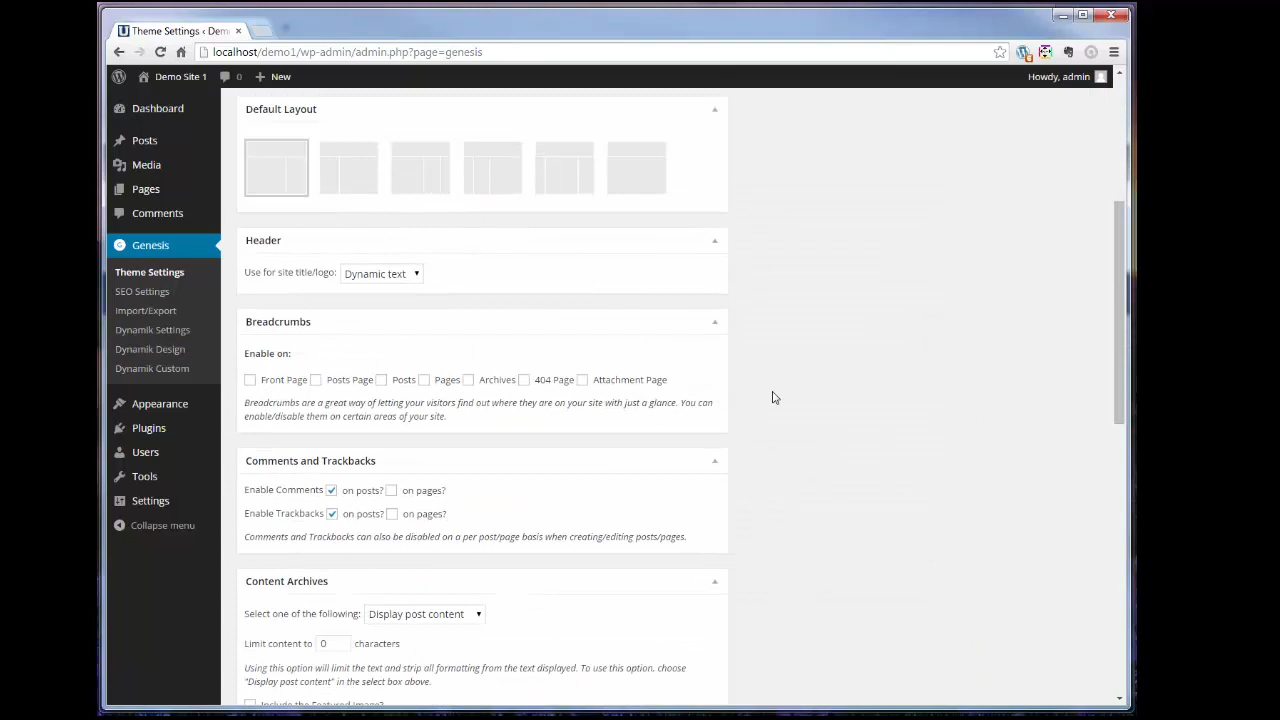 Theme Settings ‹ Demo
localhost/demo1/wp-admin/admin.php?page=genesis
Demo Site 1
0
New
Howdy, admin
Dashboard
Posts
Media
Pages
Comments
Genesis
Theme Settings
SEO Settings
Import/Export
Dynamik Settings
Dynamik Design
Dynamik Custom
Appearance
Plugins
Users
Tools
Settings
Collapse menu
Default Layout
Header
Use for site title/logo: Dynamic text
Breadcrumbs
Enable on:
Front Page Posts Page Posts Pages Archives 404 Page Attachment Page
Breadcrumbs are a great way of letting your visitors find out where they are on your site with just a glance. You can
enable/disable them on certain areas of your site.
Comments and Trackbacks
Enable Comments on posts? on pages?
Enable Trackbacks on posts? on pages?
Comments and Trackbacks can also be disabled on a per post/page basis when creating/editing posts/pages.
Content Archives
Select one of the following: Display post content
Limit content to 0 characters
Using this option will limit the text and strip all formatting from the text displayed. To use this option, choose
"Display post content" in the select box above.
Include the Featured Image?